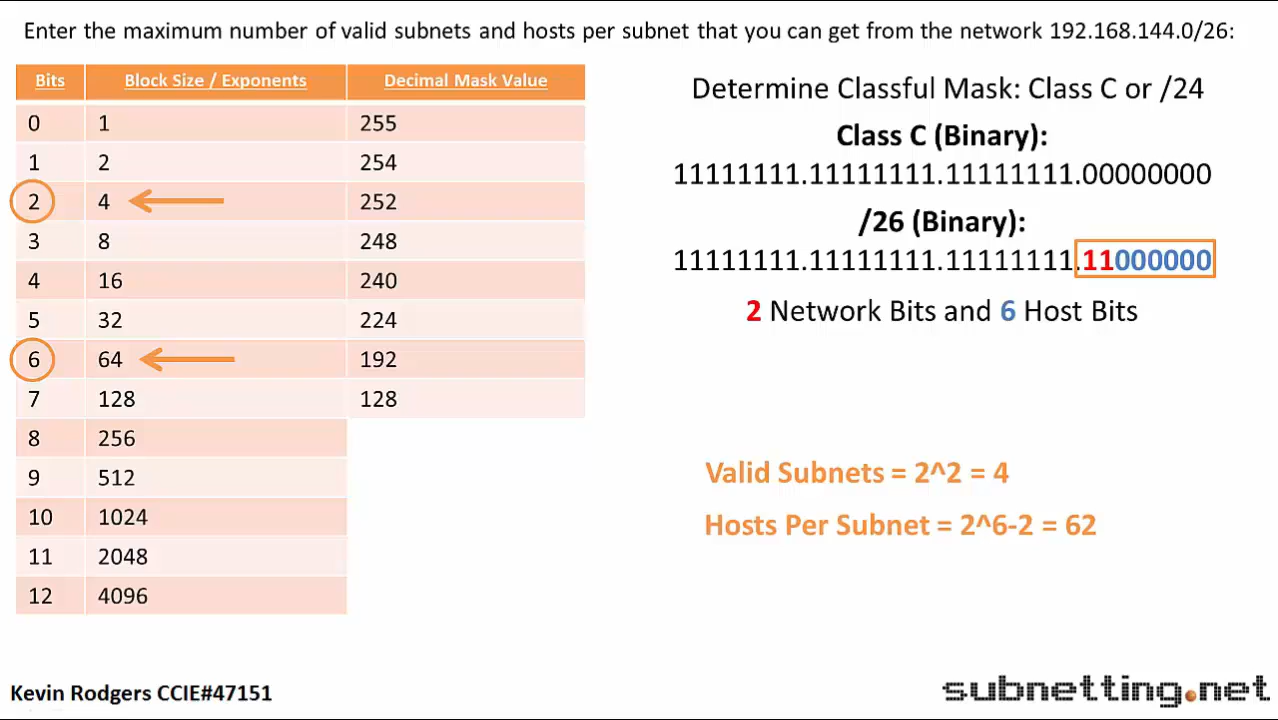 Enter the maximum number of valid subnets and hosts per subnet that you can get from the network 192.168.144.0/26:
Bits Block Size / Exponents Decimal Mask Value
0 1 255
1 2 254
2 4 252
3 8 248
4 16 240
5 32 224
6 64 192
7 128 128
8 256
9 512
10 1024
11 2048
12 4096
Determine Classful Mask: Class C or /24
Class C (Binary):
11111111.11111111.11111111.00000000
/26 (Binary):
11111111.11111111.11111111.11000000
2 Network Bits and 6 Host Bits
Valid Subnets = 2^2 = 4
Hosts Per Subnet = 2^6-2 = 62
Kevin Rodgers CCIE#47151
subnetting.net